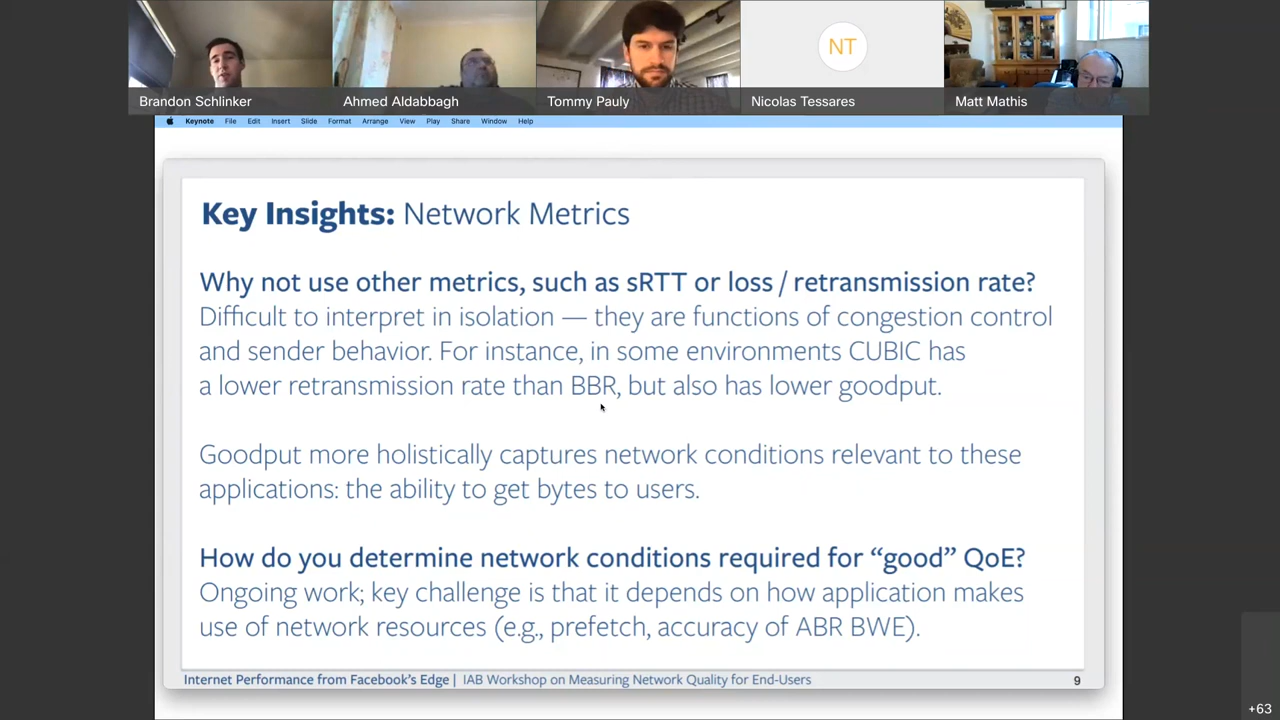 NT
Brandon Schlinker
Ahmed Aldabbagh
Tommy Pauly
Nicolas Tessares
Matt Mathis
Keynote File Edit Insert Slide Format Arrange View Play Share Window Help
Key Insights: Network Metrics
Why not use other metrics, such as sRTT or loss / retransmission rate?
Difficult to interpret in isolation — they are functions of congestion control
and sender behavior. For instance, in some environments CUBIC has
a lower retransmission rate than BBR, but also has lower goodput.
Goodput more holistically captures network conditions relevant to these
applications: the ability to get bytes to users.
How do you determine network conditions required for “good” QoE?
Ongoing work; key challenge is that it depends on how application makes
use of network resources (e.g., prefetch, accuracy of ABR BWE).
Internet Performance from Facebook's Edge | IAB Workshop on Measuring Network Quality for End-Users
9
+63